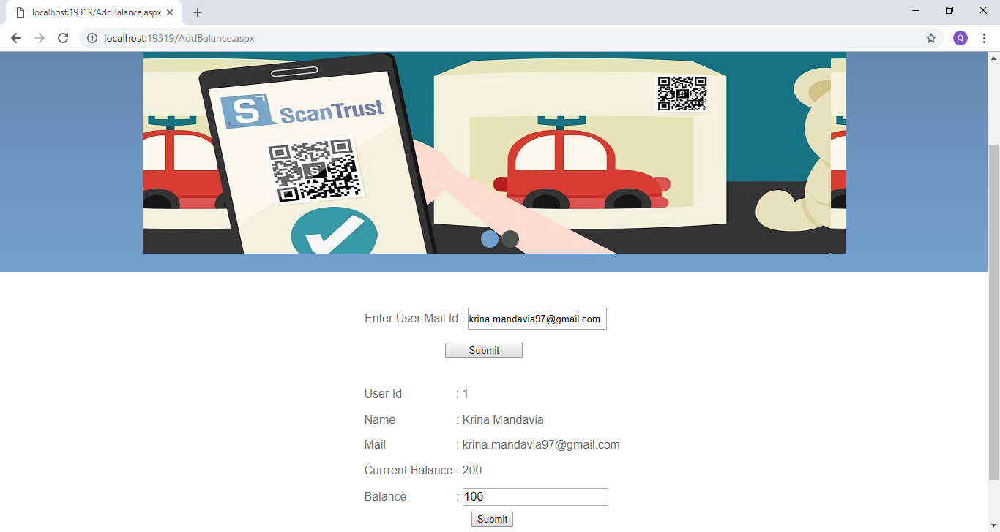 localhost:19319/AddBalance.aspx
localhost:19319/AddBalance.aspx
Q
S ScanTrust
S
S
Enter User Mail Id : krina.mandavia97@gmail.com
Submit
User Id : 1
Name : Krina Mandavia
Mail : krina.mandavia97@gmail.com
Currrent Balance : 200
Balance : 100
Submit